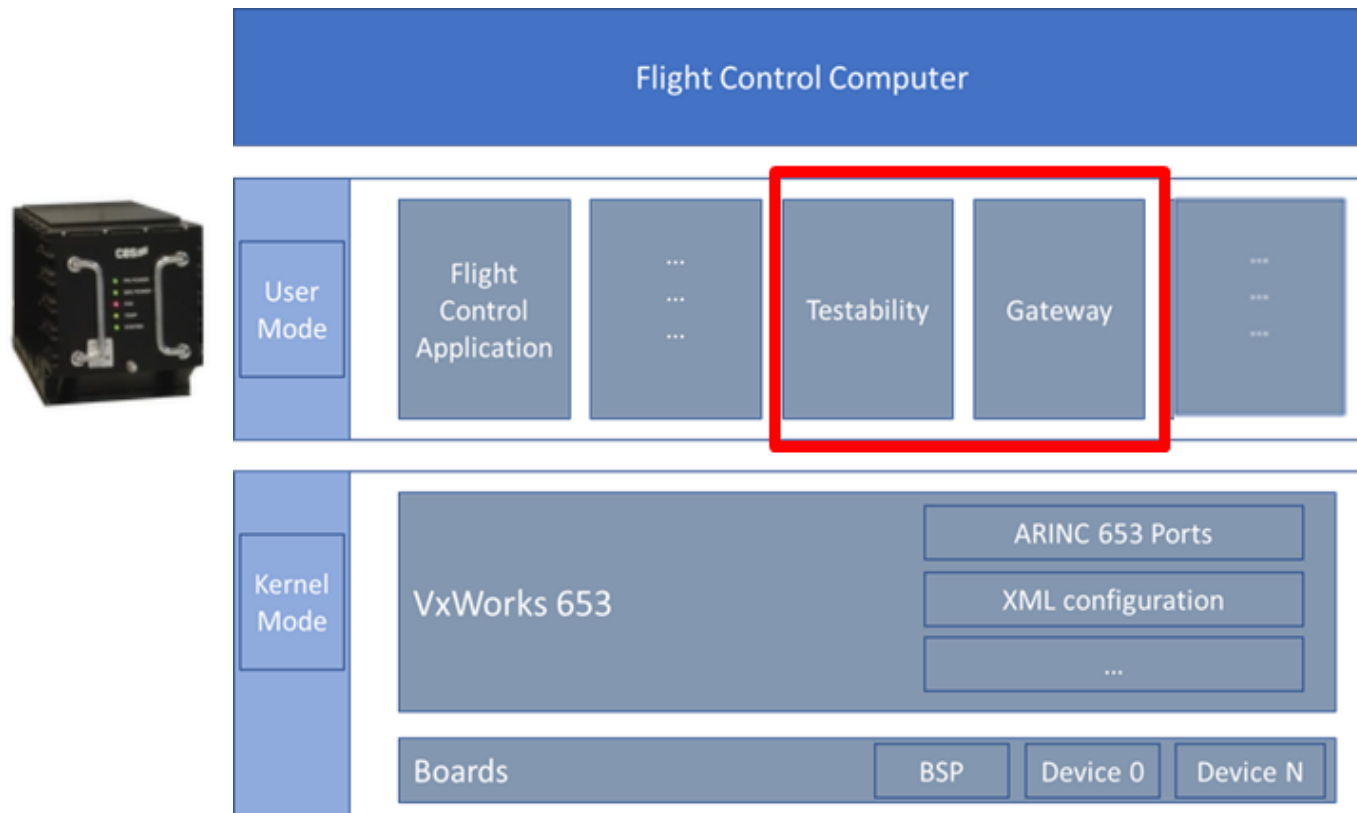 Flight Control Computer
User
Mode
Flight
Control
Application
...
...
...
Testability
Gateway
...
...
...
Kernel
Mode
VxWorks 653
ARINC 653 Ports
XML configuration
...
Boards
BSP
Device 0
Device N